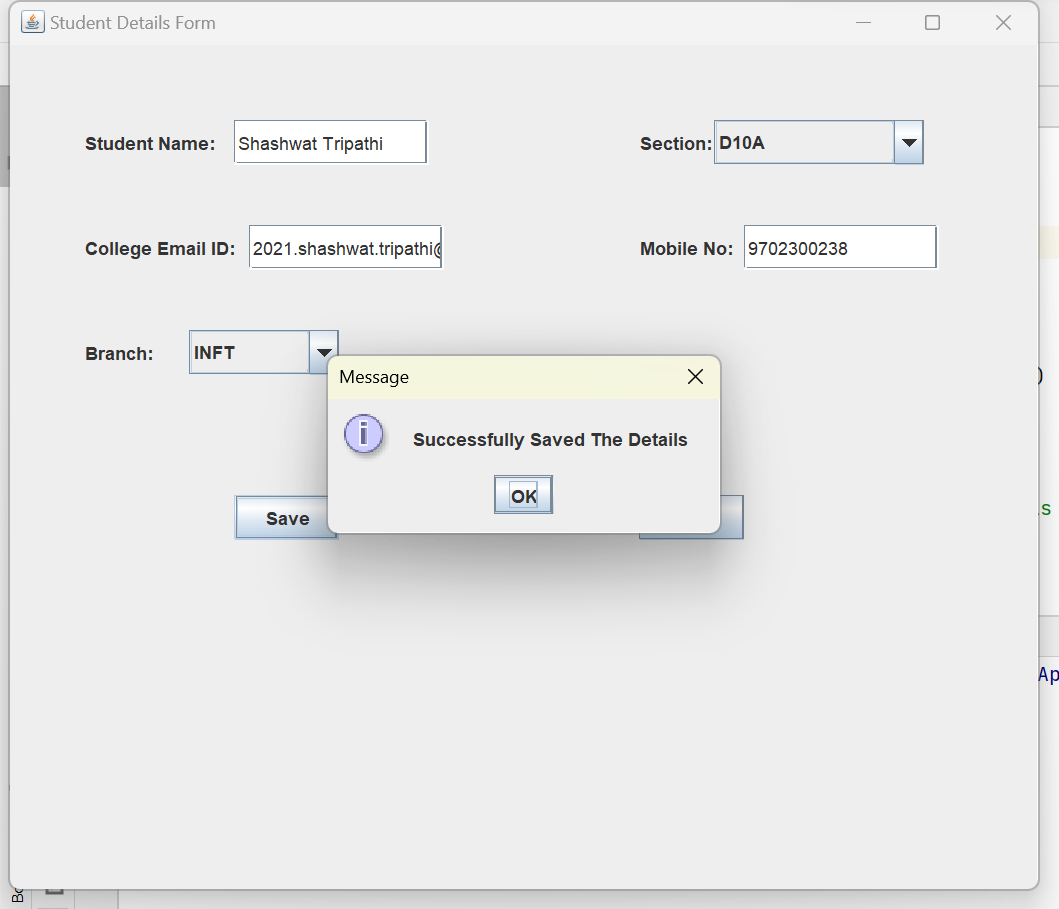 Student Details Form
Student Name: Shashwat Tripathi Section: D10A
College Email ID: 2021.shashwat.tripathi@ Mobile No: 9702300238
Branch: INFT
Message
)
Successfully Saved The Details
OK
s
Save
Ap